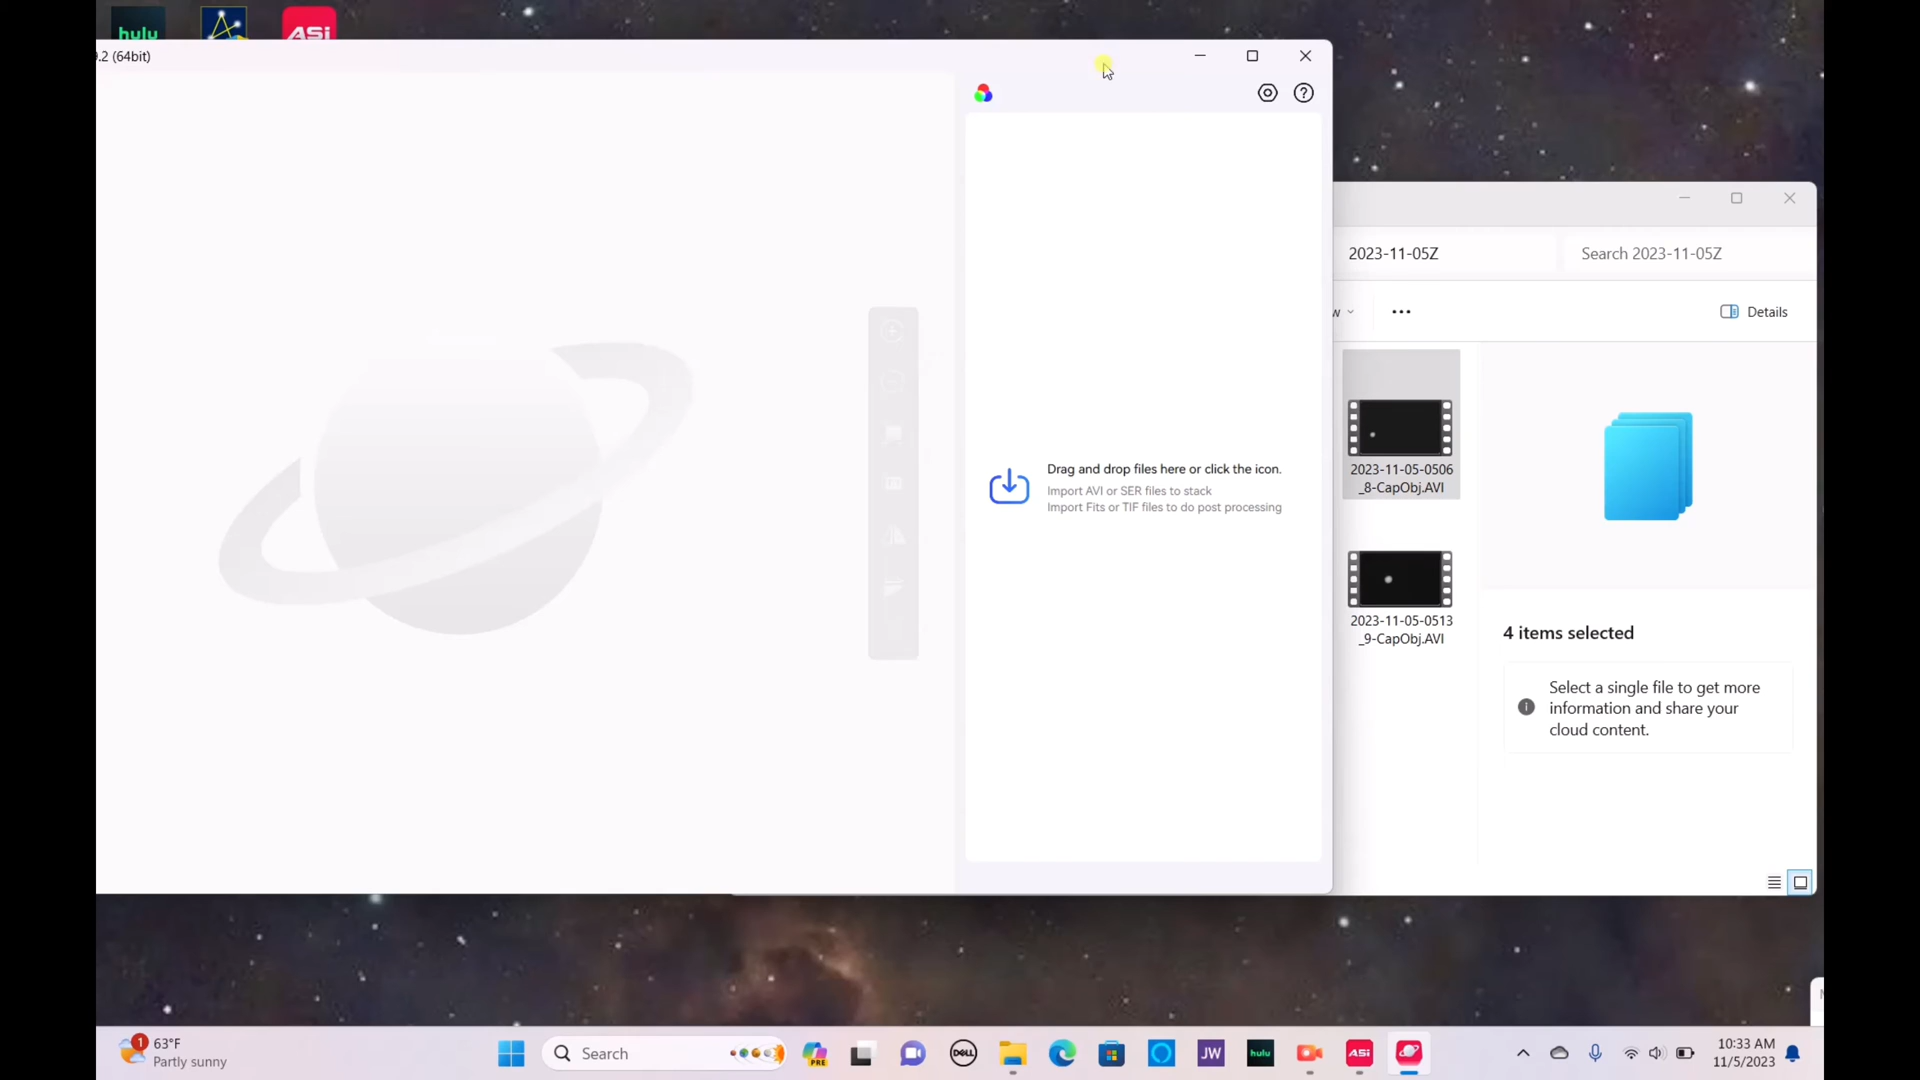 hulu
ASi
.2 (64bit)
2023-11-05Z
Search 2023-11-05Z
w
Details
Drag and drop files here or click the icon.
Import AVI or SER files to stack
Import Fits or TIF files to do post processing
2023-11-05-0506
_8-CapObj.AVI
2023-11-05-0513
_9-CapObj.AVI
4 items selected
Select a single file to get more
information and share your
cloud content.
1
63°F
Partly sunny
Search
PRE
DELL
JW
hulu
ASi
10:33 AM
11/5/2023